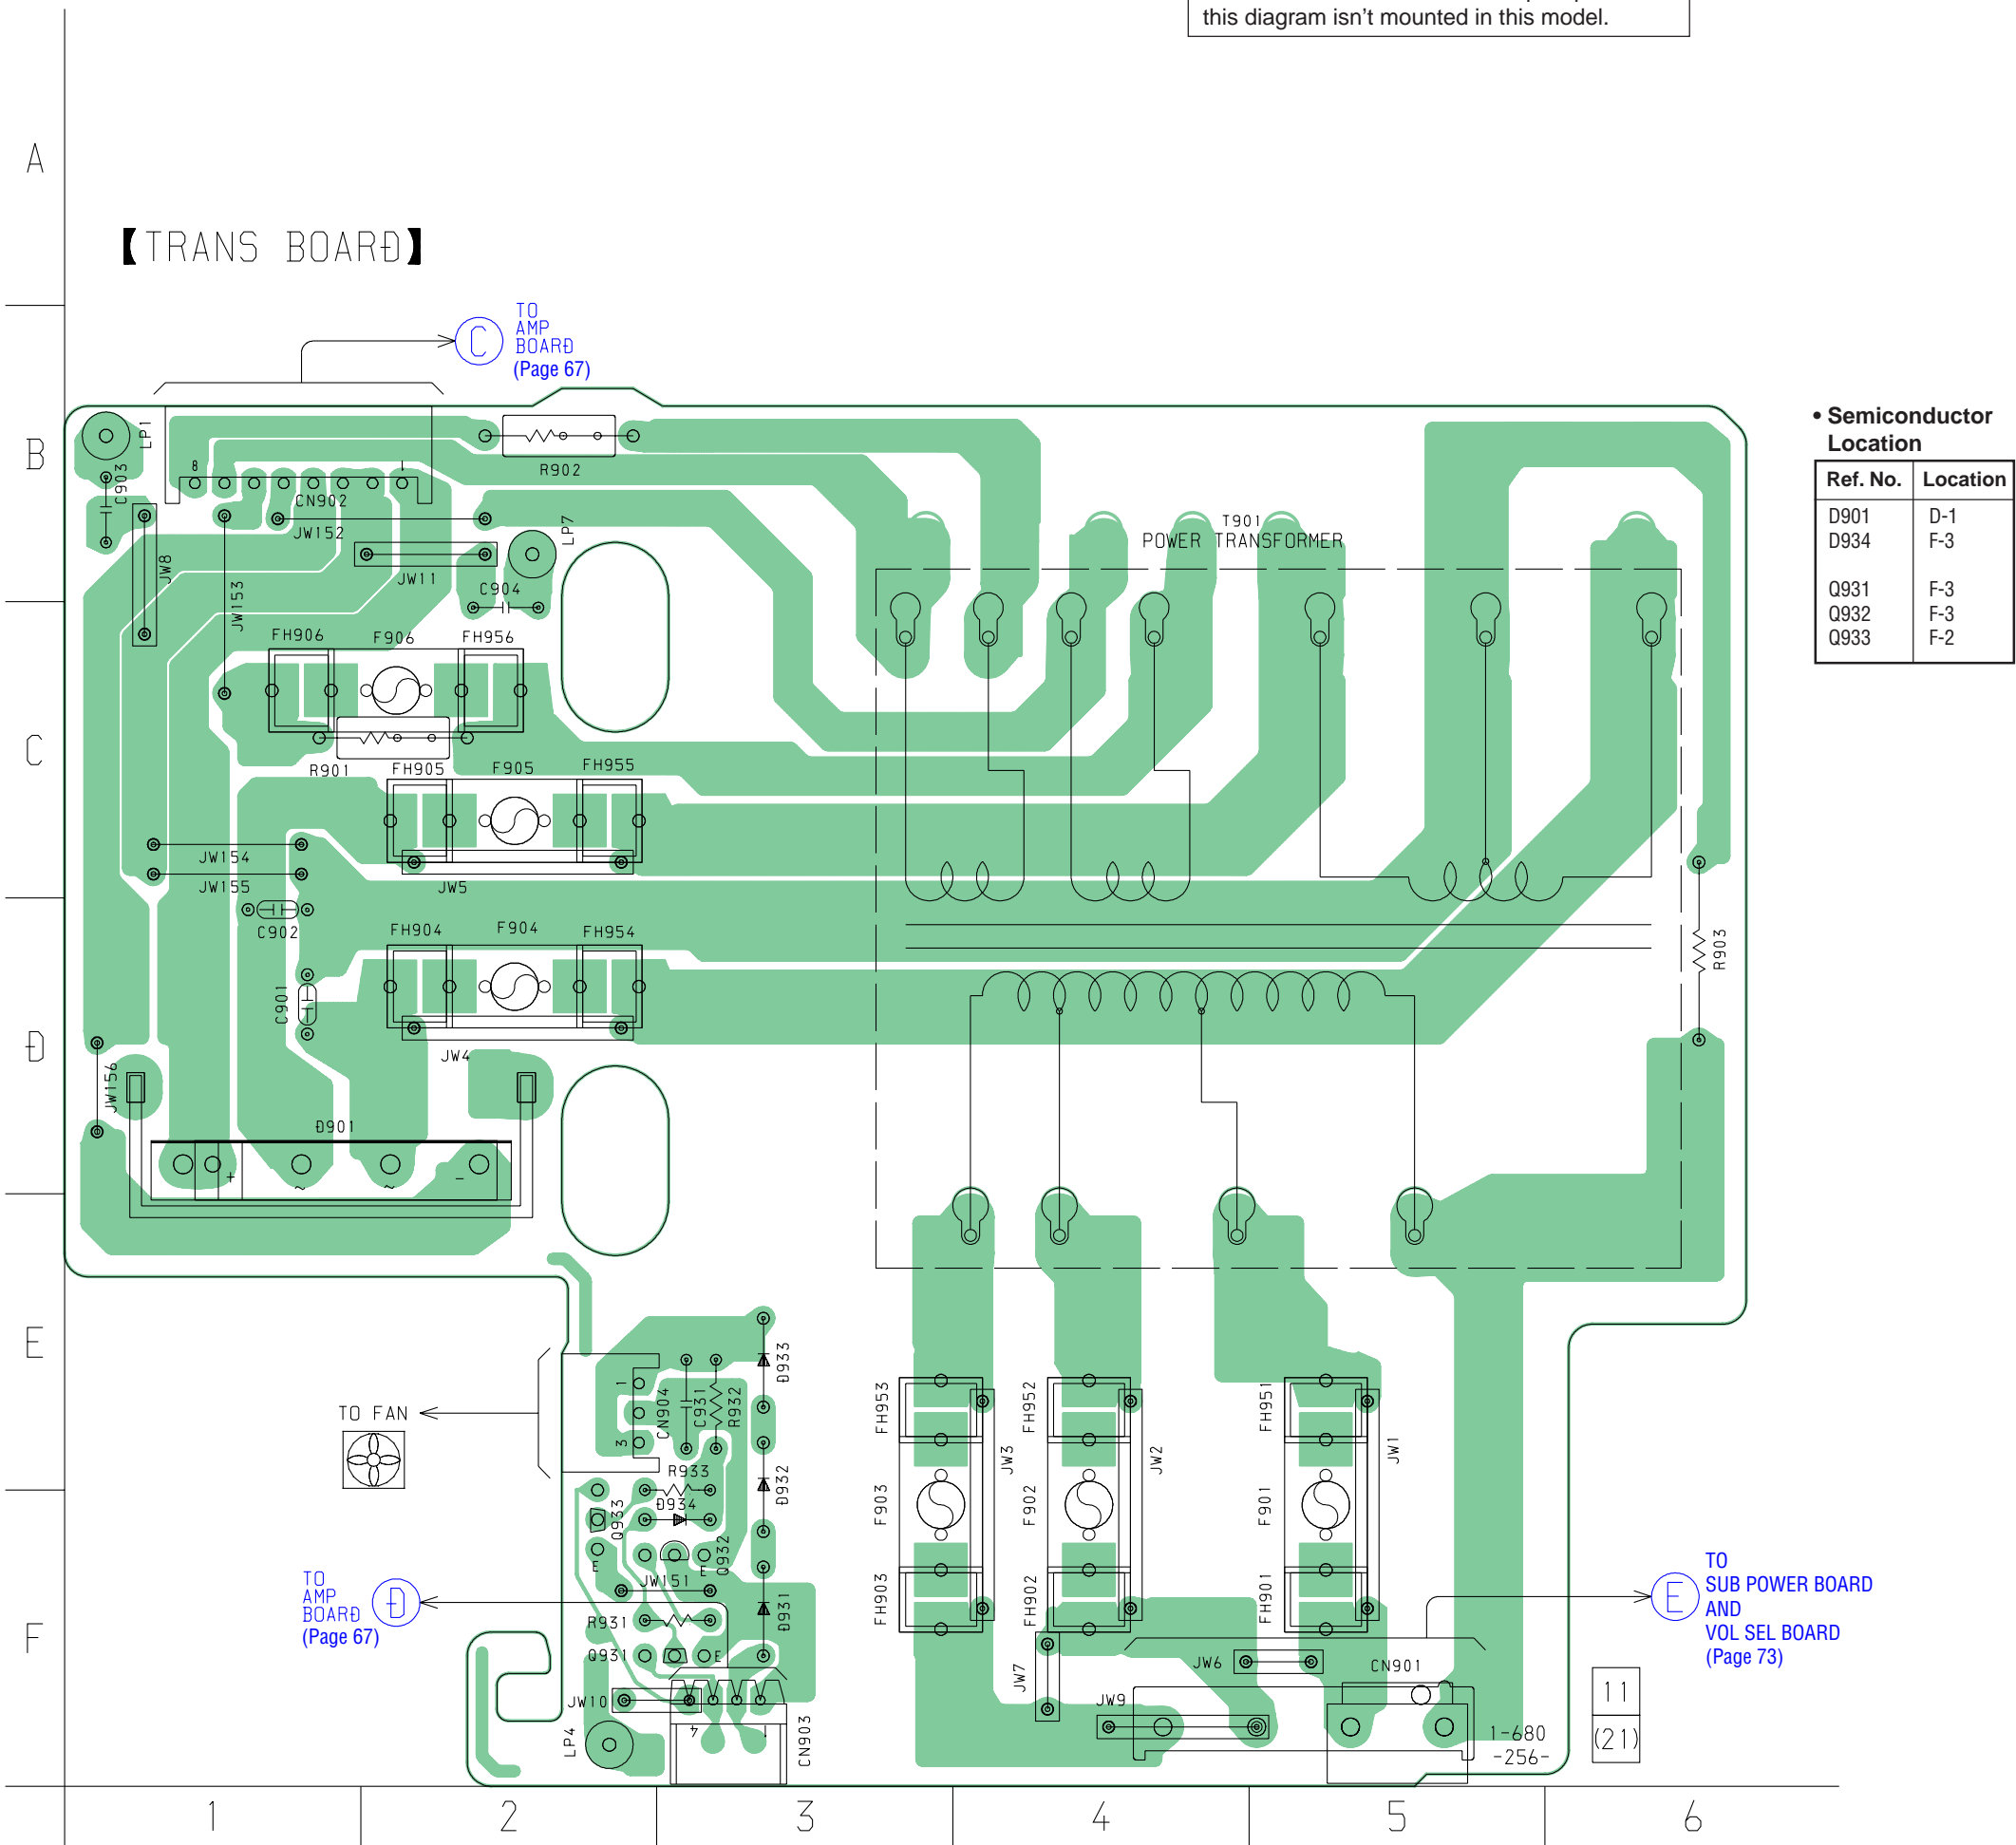 this diagram isn't mounted in this model.
A
【TRANS BOARD】
C
TO
AMP
BOARD
(Page 67)
B
LP1
8
1
R902
C903
CN902
JW152
LP7
T901
POWER TRANSFORMER
JW8
JW11
JW153
C904
• Semiconductor
Location
Ref. No. Location
D901 D-1
D934 F-3
Q931 F-3
Q932 F-3
Q933 F-2
FH906 F906 FH956
C
R901 FH905 F905 FH955
JW154
JW155
JW5
C902
FH904 F904 FH954
R903
C901
D
JW4
JW156
D901
+ ~ ~ -
E
D933
1
TO FAN
CN904
C931
R932
3
FH953
FH952
FH951
JW3
JW2
JW1
R933
D932
D934
Q933
E
Q932
E
F903
F902
F901
TO
AMP
BOARD
(Page 67)
D
JW151
D931
FH903
FH902
FH901
E
TO
SUB POWER BOARD
AND
VOL SEL BOARD
(Page 73)
F
R931
Q931
E
JW7
JW6
CN901
JW10
JW9
LP4
4
1
CN903
1-680
-256-
11
(21)
1 2 3 4 5 6